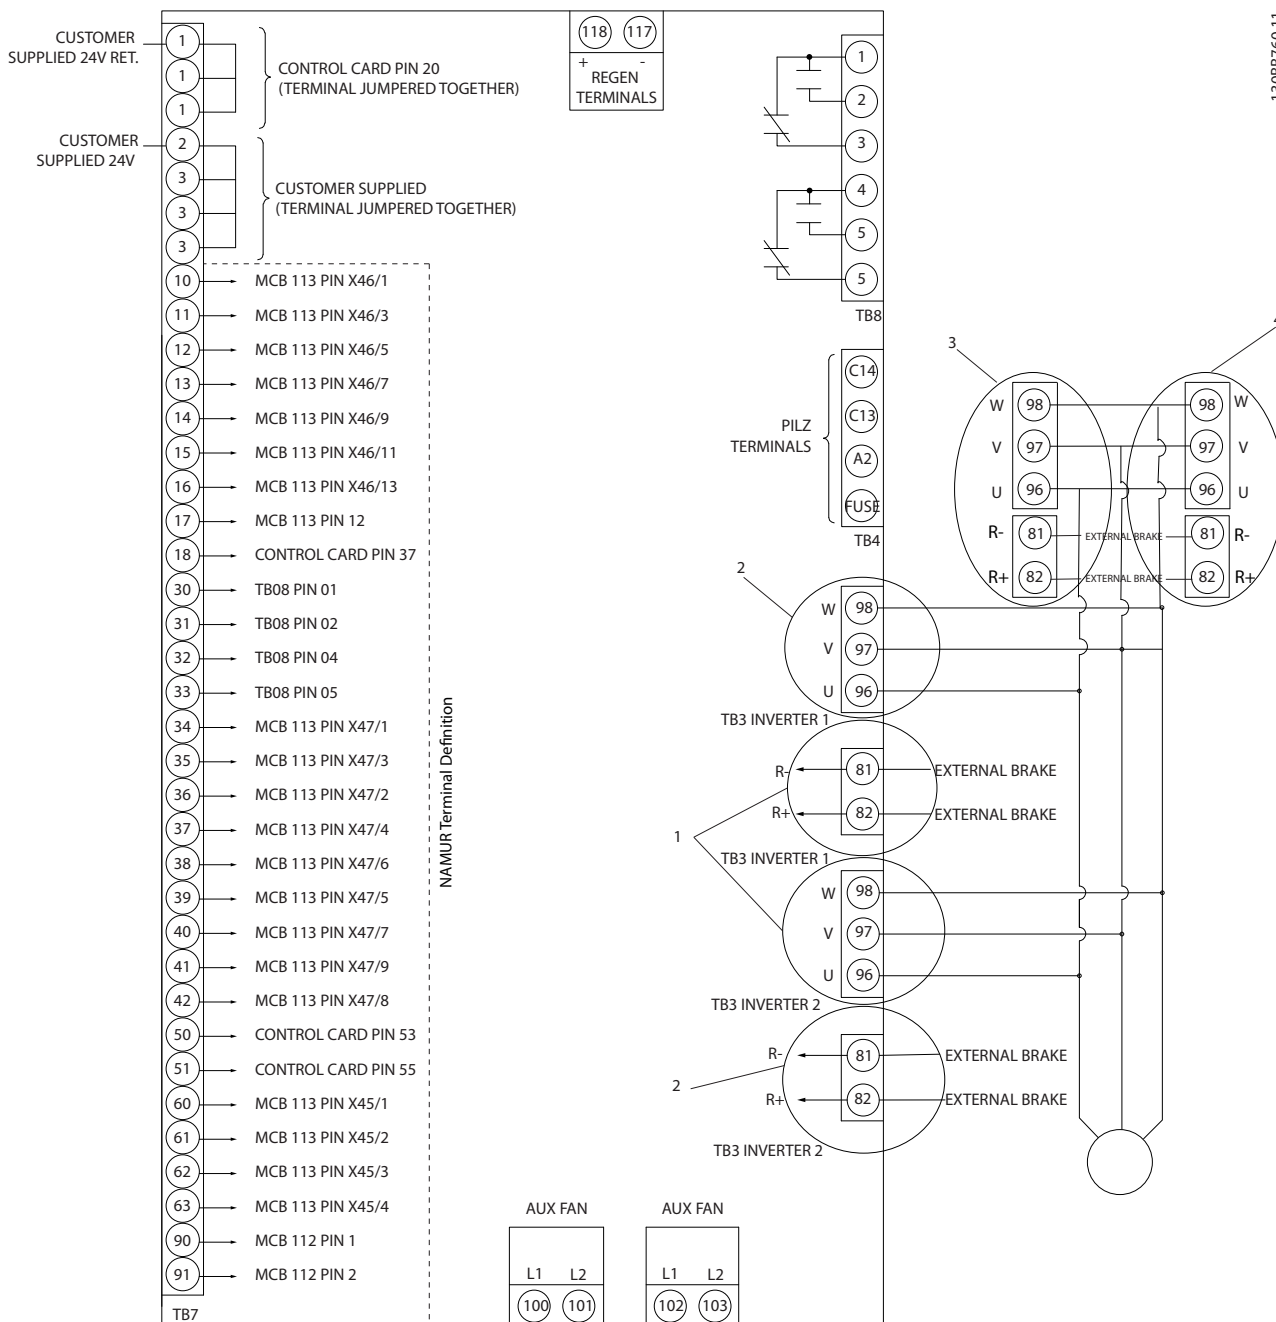 CUSTOMER
SUPPLIED 24V RET.
1
1
1
CONTROL CARD PIN 20
(TERMINAL JUMPERED TOGETHER)
CUSTOMER
SUPPLIED 24V
2
3
3
3
CUSTOMER SUPPLIED
(TERMINAL JUMPERED TOGETHER)
10 MCB 113 PIN X46/1
11 MCB 113 PIN X46/3
12 MCB 113 PIN X46/5
13 MCB 113 PIN X46/7
14 MCB 113 PIN X46/9
15 MCB 113 PIN X46/11
16 MCB 113 PIN X46/13
17 MCB 113 PIN 12
18 CONTROL CARD PIN 37
30 TB08 PIN 01
31 TB08 PIN 02
32 TB08 PIN 04
33 TB08 PIN 05
34 MCB 113 PIN X47/1
35 MCB 113 PIN X47/3
36 MCB 113 PIN X47/2
37 MCB 113 PIN X47/4
38 MCB 113 PIN X47/6
39 MCB 113 PIN X47/5
40 MCB 113 PIN X47/7
41 MCB 113 PIN X47/9
42 MCB 113 PIN X47/8
50 CONTROL CARD PIN 53
51 CONTROL CARD PIN 55
60 MCB 113 PIN X45/1
61 MCB 113 PIN X45/2
62 MCB 113 PIN X45/3
63 MCB 113 PIN X45/4
90 MCB 112 PIN 1
91 MCB 112 PIN 2
TB7
NAMUR Terminal Definition
118 117
+ -
REGEN
TERMINALS
1
2
3
4
5
5
TB8
PILZ
TERMINALS
C14
C13
A2
FUSE
TB4
2
W 98
V 97
U 96
TB3 INVERTER 1
R- 81 EXTERNAL BRAKE
R+ 82 EXTERNAL BRAKE
1
TB3 INVERTER 1
W 98
V 97
U 96
TB3 INVERTER 2
R- 81 EXTERNAL BRAKE
2
R+ 82 EXTERNAL BRAKE
TB3 INVERTER 2
3
W 98 98 W
V 97 97 V
U 96 96 U
R- 81 EXTERNAL BRAKE 81 R-
R+ 82 EXTERNAL BRAKE 82 R+
AUX FAN
L1 L2
100 101
AUX FAN
L1 L2
102 103